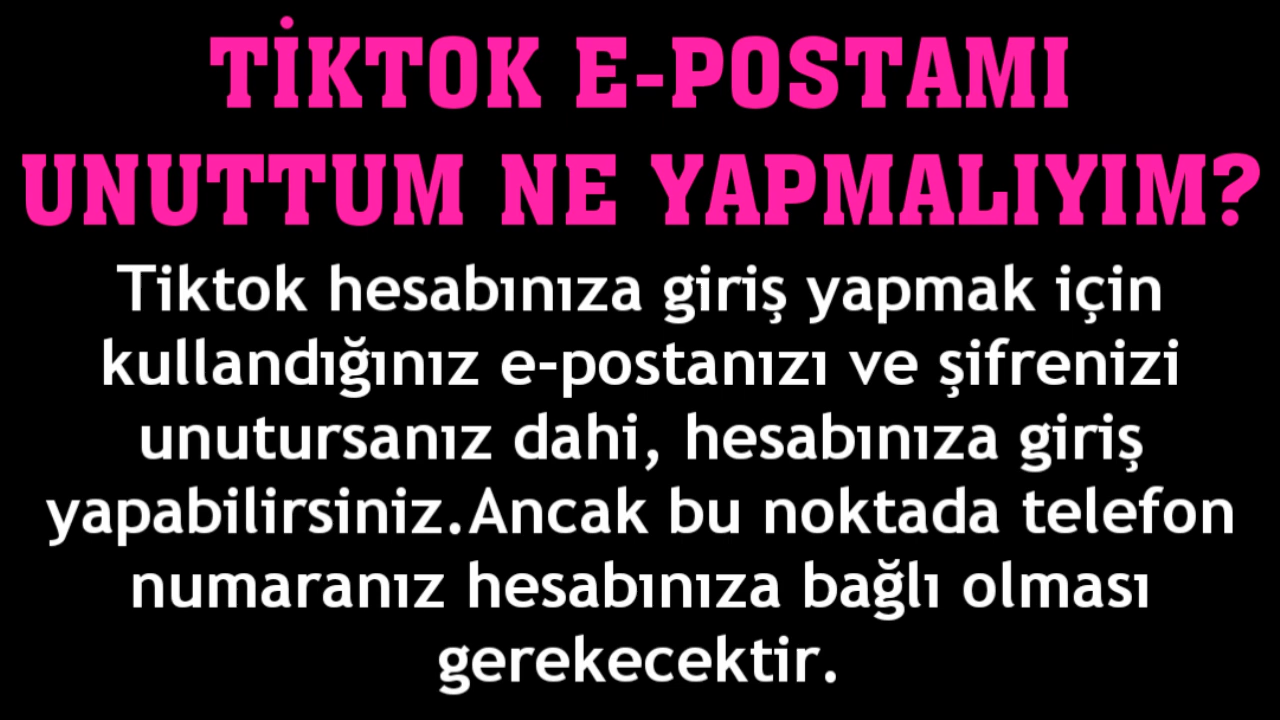 TİKTOK E-POSTAMI
UNUTTUM NE YAPMALIYIM?
Tiktok hesabınıza giriş yapmak için
kullandığınız e-postanızı ve şifrenizi
unutursanız dahi, hesabınıza giriş
yapabilirsiniz.Ancak bu noktada telefon
numaranız hesabınıza bağlı olması
gerekecektir.